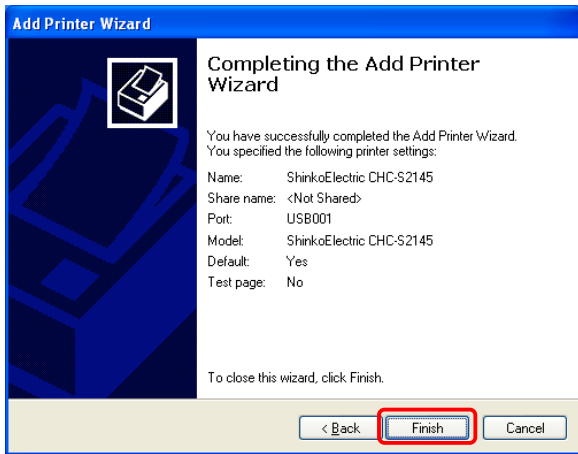 Add Printer Wizard
Completing the Add Printer
Wizard
You have successfully completed the Add Printer Wizard.
You specified the following printer settings:
Name: ShinkoElectric CHC-S2145
Share name: <Not Shared>
Port: USB001
Model: ShinkoElectric CHC-S2145
Default: Yes
Test page: No
To close this wizard, click Finish.
< Back Finish Cancel